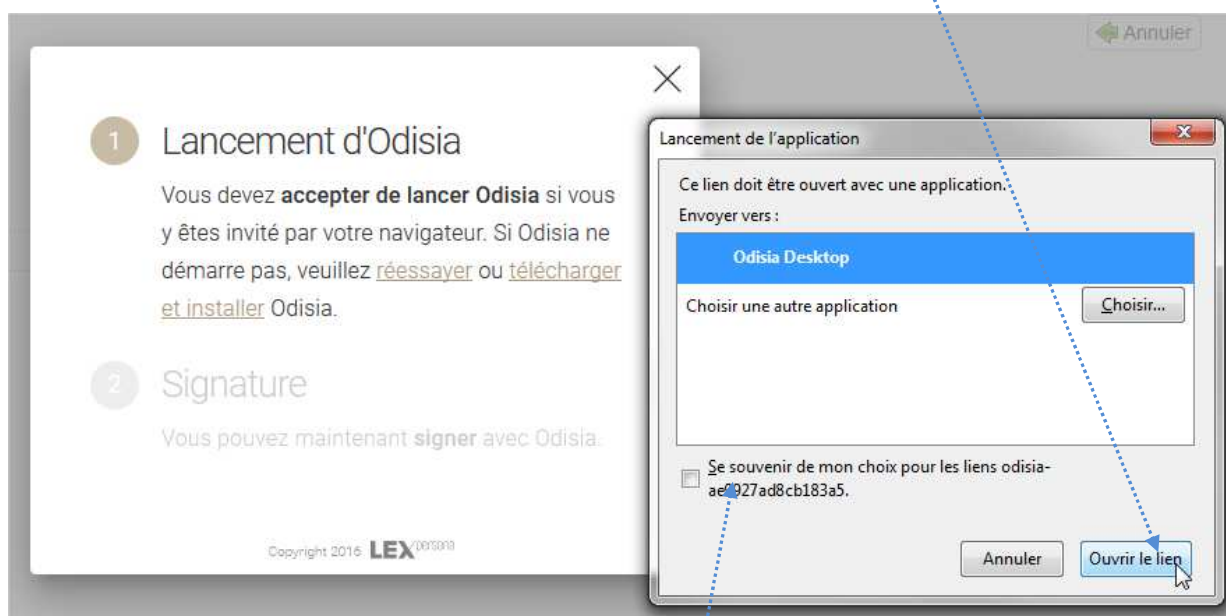 Annuler
1 Lancement d'Odisia
Vous devez accepter de lancer Odisia si vous
y êtes invité par votre navigateur. Si Odisia ne
démarre pas, veuillez réessayer ou télécharger
et installer Odisia.
2 Signature
Vous pouvez maintenant signer avec Odisia.
Copyright 2016 LEX persona
Lancement de l'application
Ce lien doit être ouvert avec une application.
Envoyer vers :
Odisia Desktop
Choisir une autre application
Choisir...
Se souvenir de mon choix pour les liens odisia-
Annuler
Ouvrir le lien